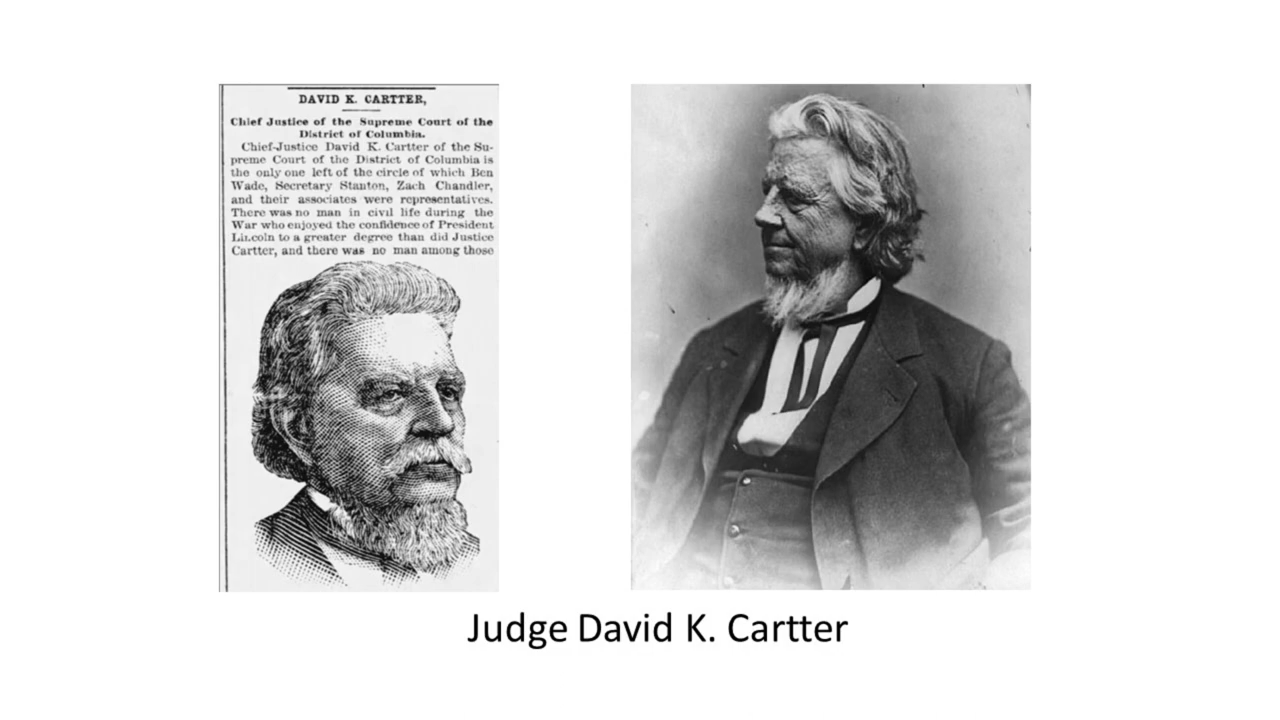 DAVID K. CARTTER,
Chief Justice of the Supreme Court of the
District of Columbia.
Chief-Justice David K. Cartter of the Su-
preme Court of the District of Columbia is
the only one left of the circle of which Ben
Wade, Secretary Stanton, Zach Chandler,
and their associates were representatives.
There was no man in civil life during the
War who enjoyed the confidence of President
Lincoln to a greater degree than did Justice
Cartter, and there was no man among those
Judge David K. Cartter